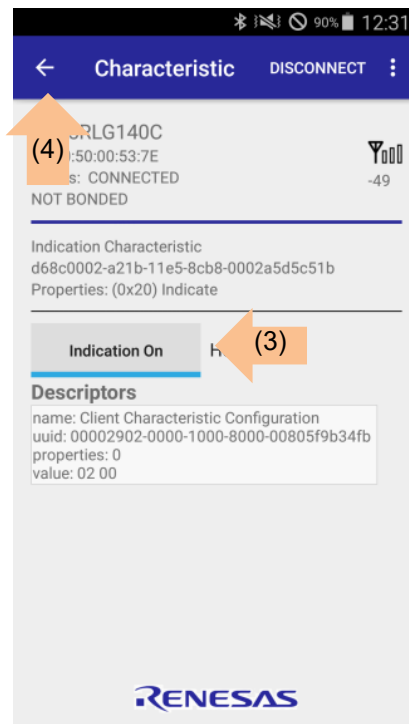 90% 12:31
Characteristic DISCONNECT
RLG140C
(4) :50:00:53:7E
s: CONNECTED
-49
NOT BONDED
Indication Characteristic
d68c0002-a21b-11e5-8cb8-0002a5d5c51b
Properties: (0x20) Indicate
Indication On H (3)
Descriptors
name: Client Characteristic Configuration
uuid: 00002902-0000-1000-8000-00805f9b34fb
properties: 0
value: 02 00
RENESAS